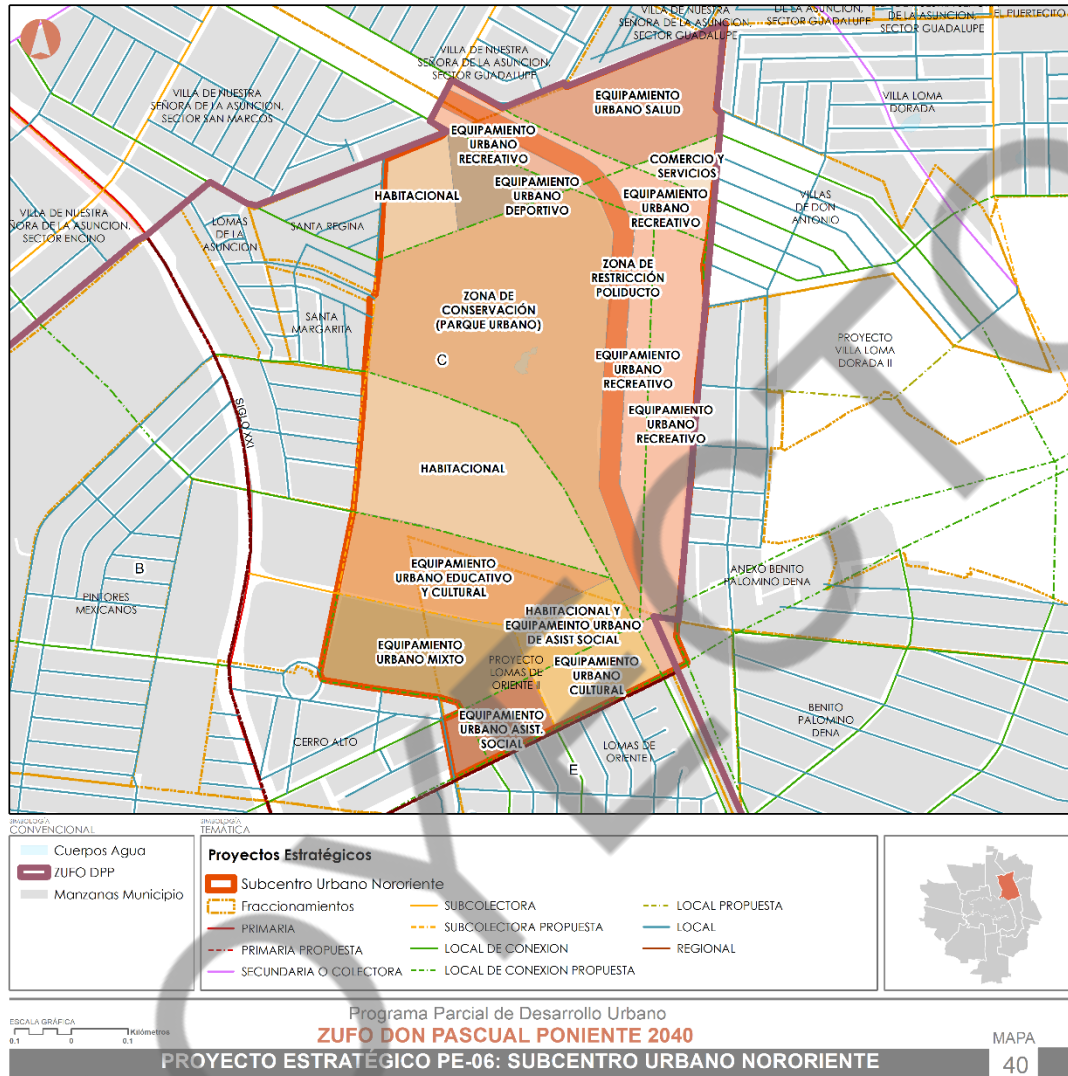 VILLA DE NUESTRA
SEÑORA DE LA ASUNCION,
SECTOR GUADALUPE
DE LA ASUNCION,
SECTOR GUADALUPE
DE LA ASUNCION,
SECTOR GUADALUPE
EL PUERTECITO
VILLA DE NUESTRA
SEÑORA DE LA ASUNCION,
SECTOR GUADALUPE
VILLA DE NUESTRA
SEÑORA DE LA ASUNCION,
SECTOR SAN MARCOS
EQUIPAMIENTO
URBANO SALUD
VILLA LOMA
DORADA
EQUIPAMIENTO
URBANO
RECREATIVO
COMERCIO Y
SERVICIOS
HABITACIONAL
EQUIPAMIENTO
URBANO
DEPORTIVO
EQUIPAMIENTO
URBANO
RECREATIVO
VILLAS
DE DON
ANTONIO
VILLA DE NUESTRA
ÑORA DE LA ASUNCION,
SECTOR ENCINO
LOMAS
DE LA
ASUNCION
SANTA REGINA
ZONA DE
RESTRICCIÓN
POLIDUCTO
ZONA DE
CONSERVACIÓN
(PARQUE URBANO)
SANTA
MARGARITA
C
PROYECTO
VILLA LOMA
DORADA II
EQUIPAMIENTO
URBANO
RECREATIVO
SIGLO XXI
EQUIPAMIENTO
URBANO
RECREATIVO
HABITACIONAL
B
PINTORES
MEXICANOS
EQUIPAMIENTO
URBANO EDUCATIVO
Y CULTURAL
ANEXO BENITO
PALOMINO DENA
HABITACIONAL Y
EQUIPAMEINTO URBANO
DE ASIST SOCIAL
EQUIPAMIENTO
URBANO MIXTO
PROYECTO
LOMAS DE
ORIENTE II
EQUIPAMIENTO
URBANO
CULTURAL
EQUIPAMIENTO
URBANO ASIST.
SOCIAL
BENITO
PALOMINO
DENA
CERRO ALTO
LOMAS DE
ORIENTE I
E
SIMBOLOGÍA
CONVENCIONAL
Cuerpos Agua
ZUFO DPP
Manzanas Municipio
SIMBOLOGÍA
TEMATICA
Proyectos Estratégicos
Subcentro Urbano Nororiente
Fraccionamientos
PRIMARIA
PRIMARIA PROPUESTA
SECUNDARIA O COLECTORA
SUBCOLECTORA
SUBCOLECTORA PROPUESTA
LOCAL DE CONEXION
LOCAL DE CONEXION PROPUESTA
LOCAL PROPUESTA
LOCAL
REGIONAL
ESCALA GRÁFICA
0.1 0 0.1 Kilómetros
Programa Parcial de Desarrollo Urbano
ZUFO DON PASCUAL PONIENTE 2040
PROYECTO ESTRATÉGICO PE-06: SUBCENTRO URBANO NORORIENTE
MAPA
40
PROYECTO